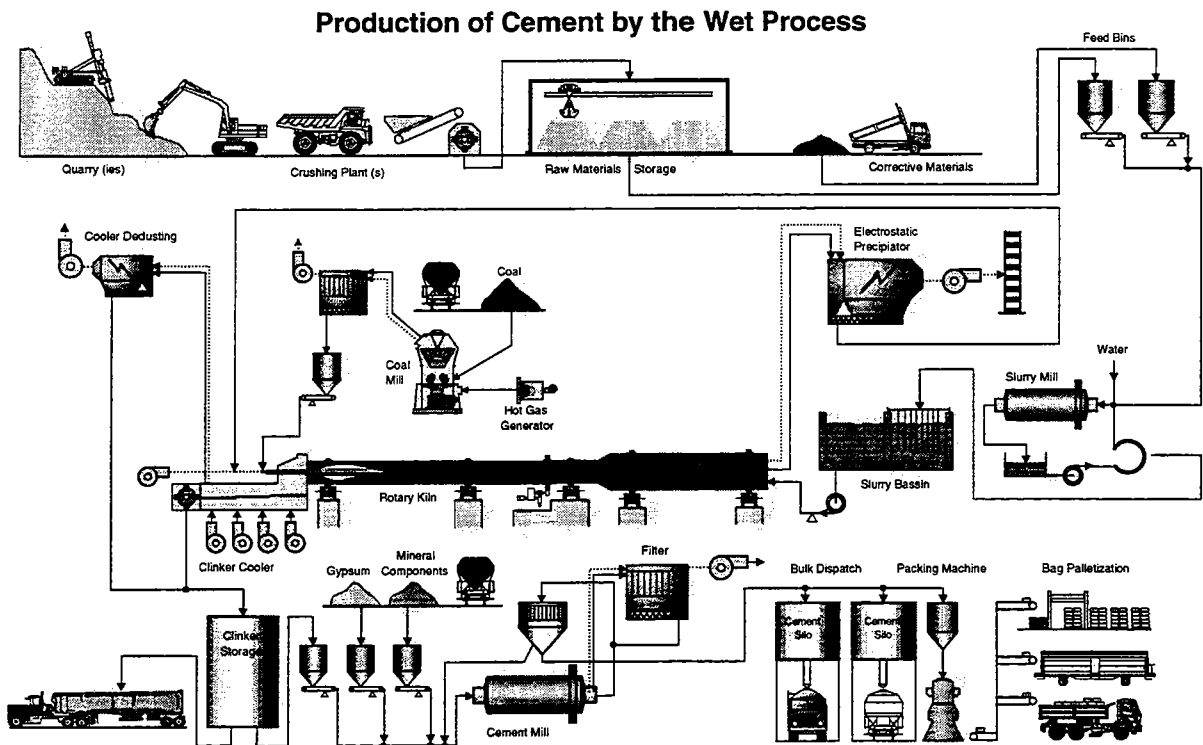 Production of Cement by the Wet Process
Feed Bins
Quarry (ies)
Crushing Plant (s)
Raw Materials Storage
Corrective Materials
Cooler Dedusting
Coal
Electrostatic
Precipiator
Coal
Mill
Hot Gas
Generator
Water
Slurry Mill
Rotary Kiln
Slurry Bassin
Clinker Cooler
Gypsum
Mineral
Components
Filter
Bulk Dispatch
Packing Machine
Bag Palletization
Clinker
Storage
Cement
Silo
Cement
Silo
Cement Mill